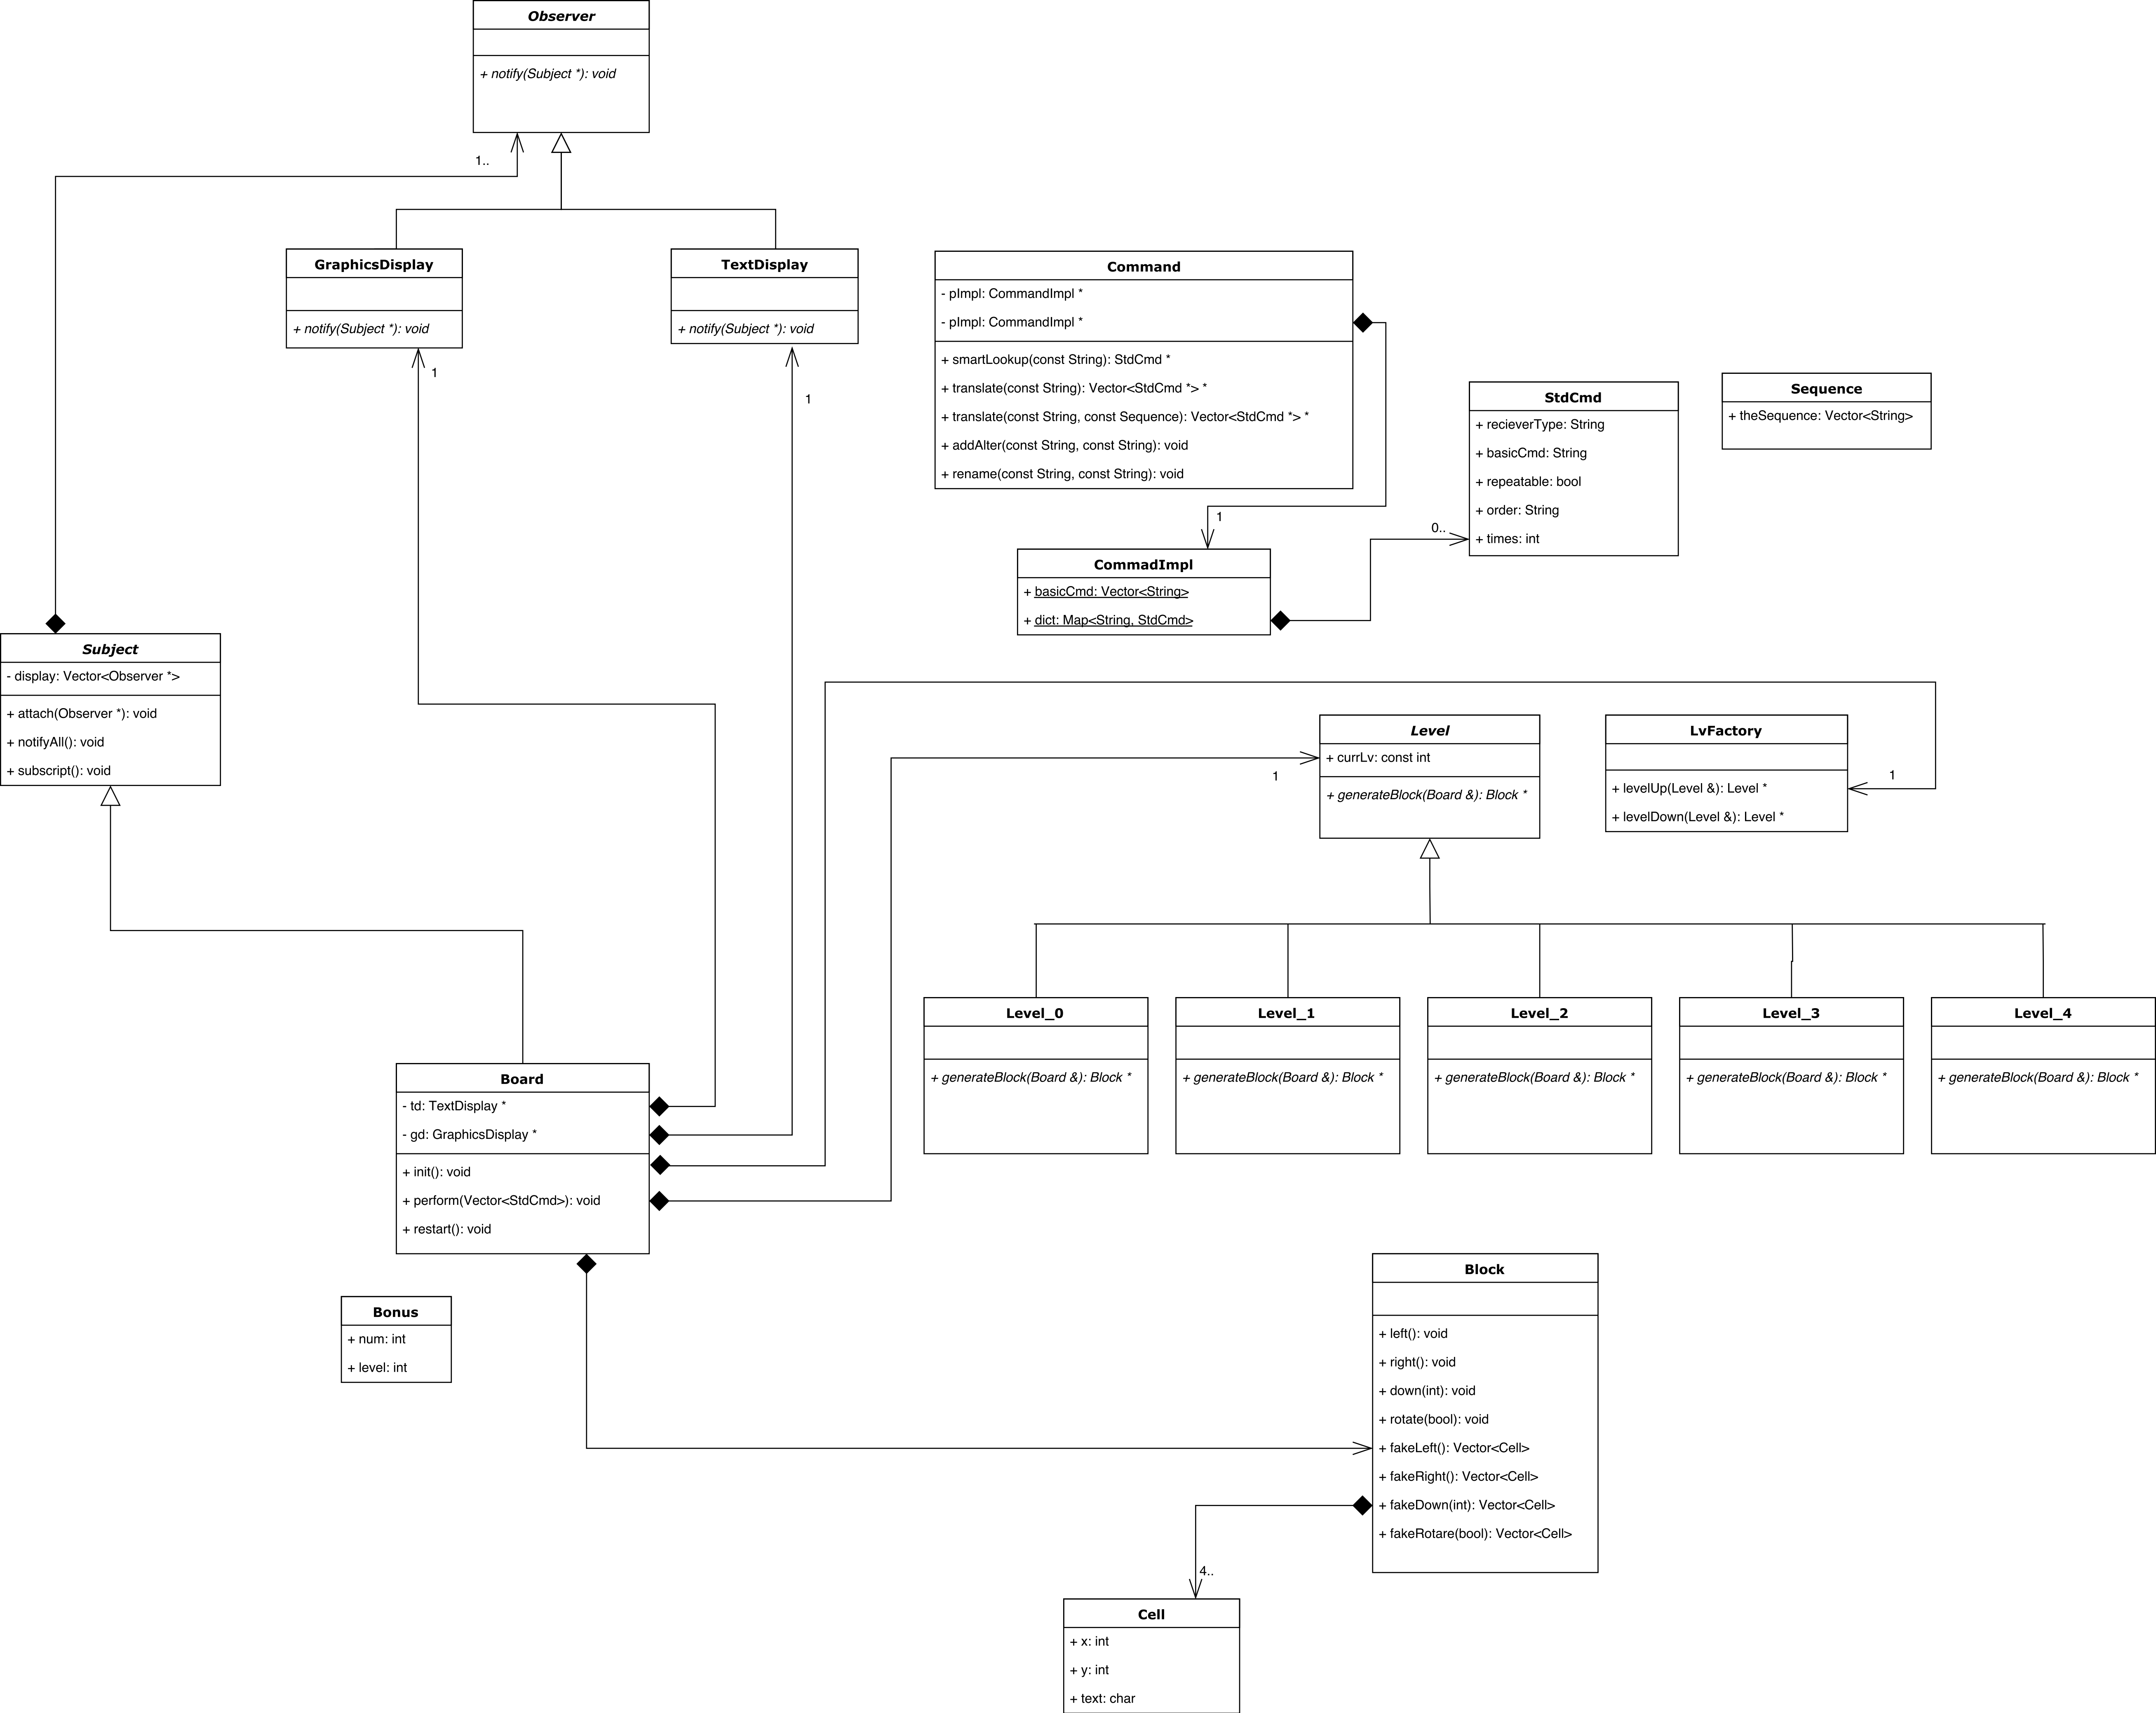 Observer
+ notify(Subject *): void
1..
GraphicsDisplay
+ notify(Subject *): void
1
TextDisplay
+ notify(Subject *): void
1
Command
- pImpl: CommandImpl *
- pImpl: CommandImpl *
+ smartLookup(const String): StdCmd *
+ translate(const String): Vector<StdCmd *> *
+ translate(const String, const Sequence): Vector<StdCmd *> *
+ addAlter(const String, const String): void
+ rename(const String, const String): void
1
StdCmd
+ recieverType: String
+ basicCmd: String
+ repeatable: bool
+ order: String
+ times: int
0..
Sequence
+ theSequence: Vector<String>
CommadImpl
+ basicCmd: Vector<String>
+ dict: Map<String, StdCmd>
Subject
- display: Vector<Observer *>
+ attach(Observer *): void
+ notifyAll(): void
+ subscript(): void
Level
+ currLv: const int
+ generateBlock(Board &): Block *
1
LvFactory
+ levelUp(Level &): Level *
+ levelDown(Level &): Level *
1
Level_0
+ generateBlock(Board &): Block *
Level_1
+ generateBlock(Board &): Block *
Level_2
+ generateBlock(Board &): Block *
Level_3
+ generateBlock(Board &): Block *
Level_4
+ generateBlock(Board &): Block *
Board
- td: TextDisplay *
- gd: GraphicsDisplay *
+ init(): void
+ perform(Vector<StdCmd>): void
+ restart(): void
Bonus
+ num: int
+ level: int
Block
+ left(): void
+ right(): void
+ down(int): void
+ rotate(bool): void
+ fakeLeft(): Vector<Cell>
+ fakeRight(): Vector<Cell>
+ fakeDown(int): Vector<Cell>
+ fakeRotare(bool): Vector<Cell>
4..
Cell
+ x: int
+ y: int
+ text: char